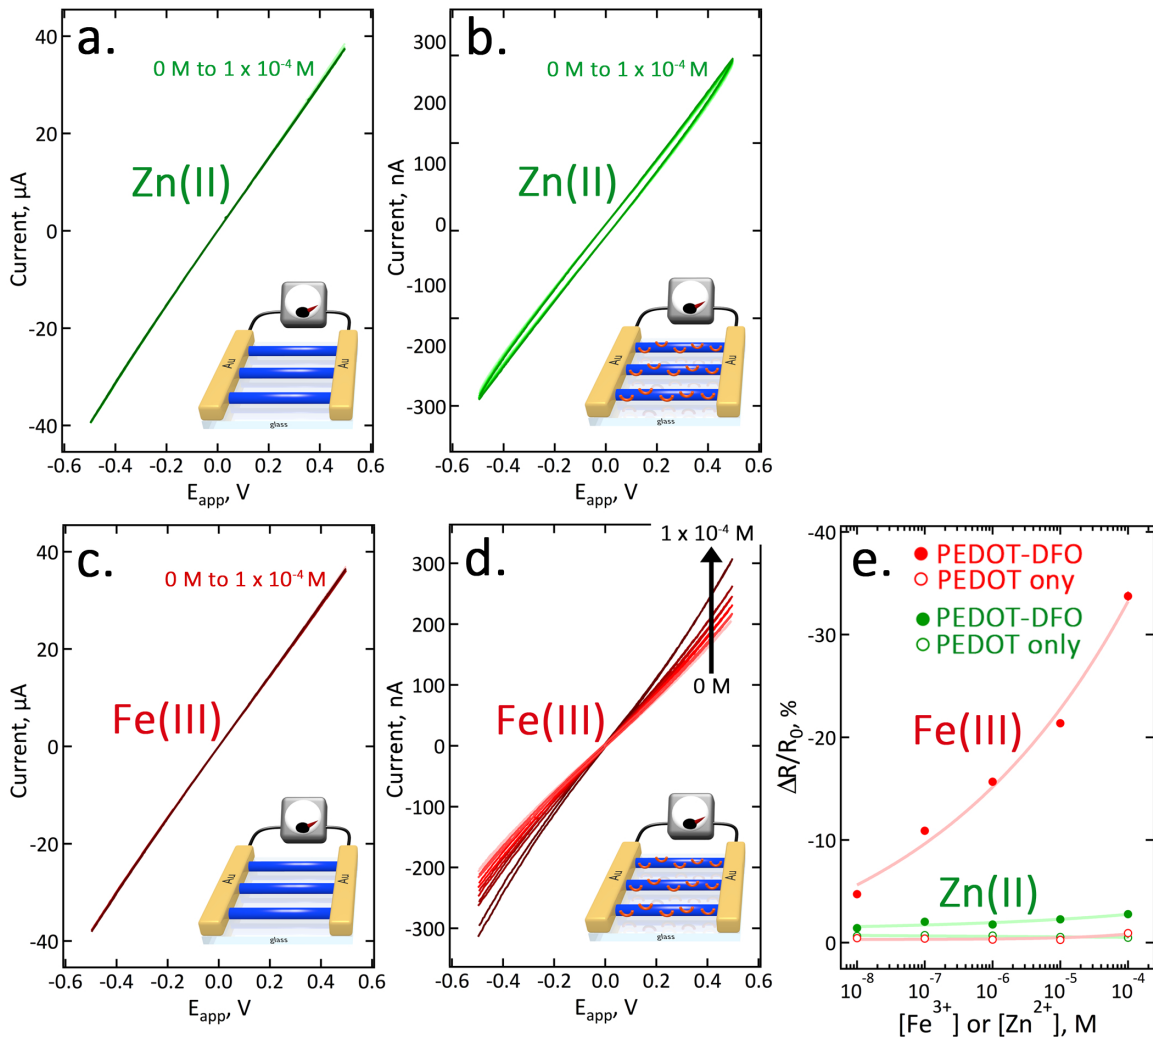 a.
0 M to 1 x 10⁻⁴ M
Zn(II)
Current, µA
40
20
0
-20
-40
Au
Au
glass
-0.6 -0.4 -0.2 0.0 0.2 0.4 0.6
E_app, V
b.
0 M to 1 x 10⁻⁴ M
Zn(II)
Current, nA
300
200
100
0
-100
-200
-300
Au
Au
glass
-0.6 -0.4 -0.2 0.0 0.2 0.4 0.6
E_app, V
c.
0 M to 1 x 10⁻⁴ M
Fe(III)
Current, µA
40
20
0
-20
-40
Au
Au
glass
-0.6 -0.4 -0.2 0.0 0.2 0.4 0.6
E_app, V
d.
1 x 10⁻⁴ M
0 M
Fe(III)
Current, nA
300
200
100
0
-100
-200
-300
Au
Au
glass
-0.6 -0.4 -0.2 0.0 0.2 0.4 0.6
E_app, V
e.
PEDOT-DFO
PEDOT ony
PEDOT-DFO
PEDOT only
Fe(III)
Zn(II)
ΔR/R₀, %
-40
-30
-20
-10
0
10⁻⁸ 10⁻⁷ 10⁻⁶ 10⁻⁵ 10⁻⁴
[Fe³⁺] or [Zn²⁺], M